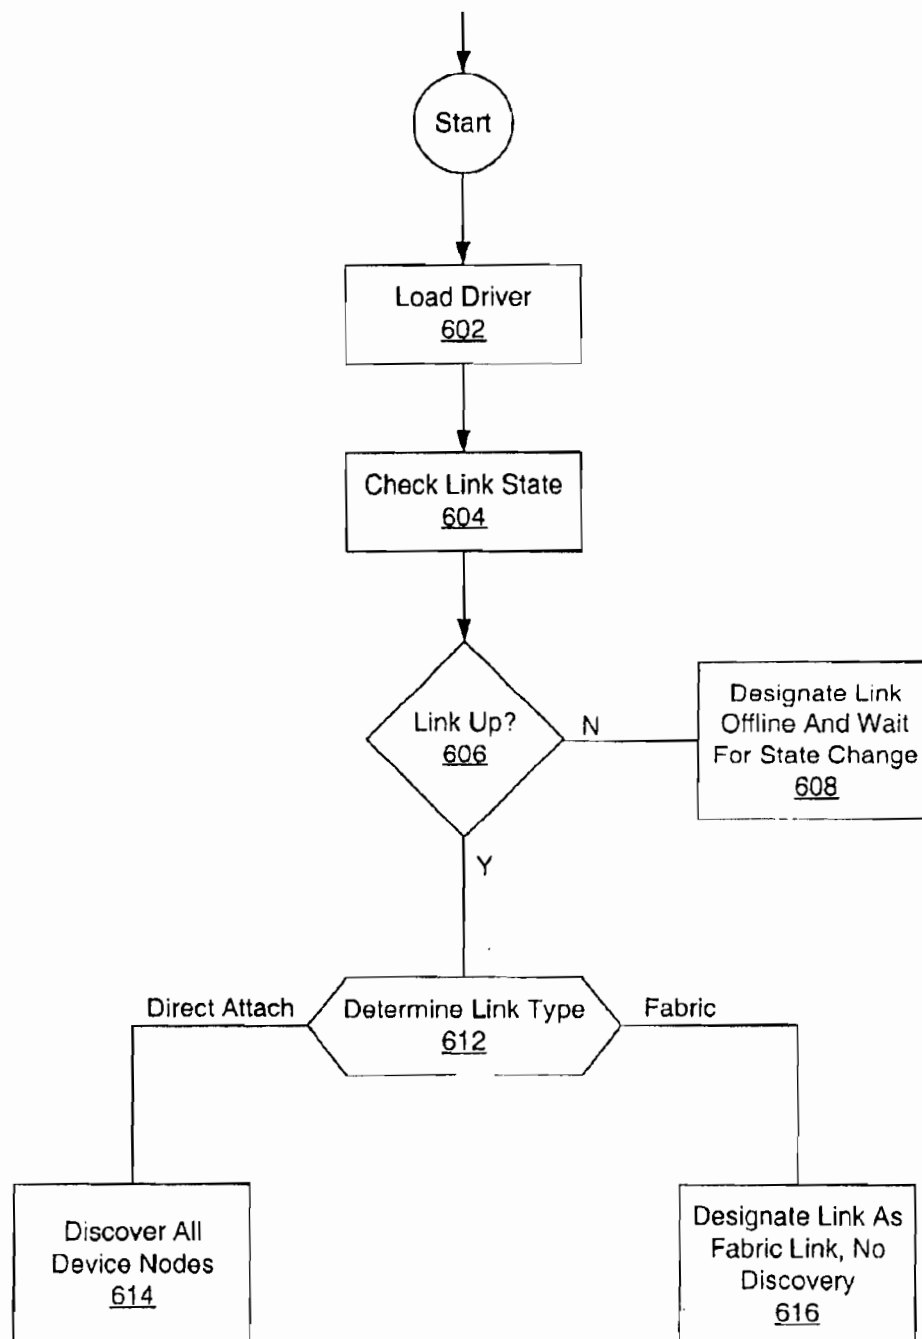 Start
Load Driver
602
Check Link State
604
Link Up?
606
N
Designate Link
Offline And Wait
For State Change
608
Y
Direct Attach
Determine Link Type
612
Fabric
Discover All
Device Nodes
614
Designate Link As
Fabric Link, No
Discovery
616